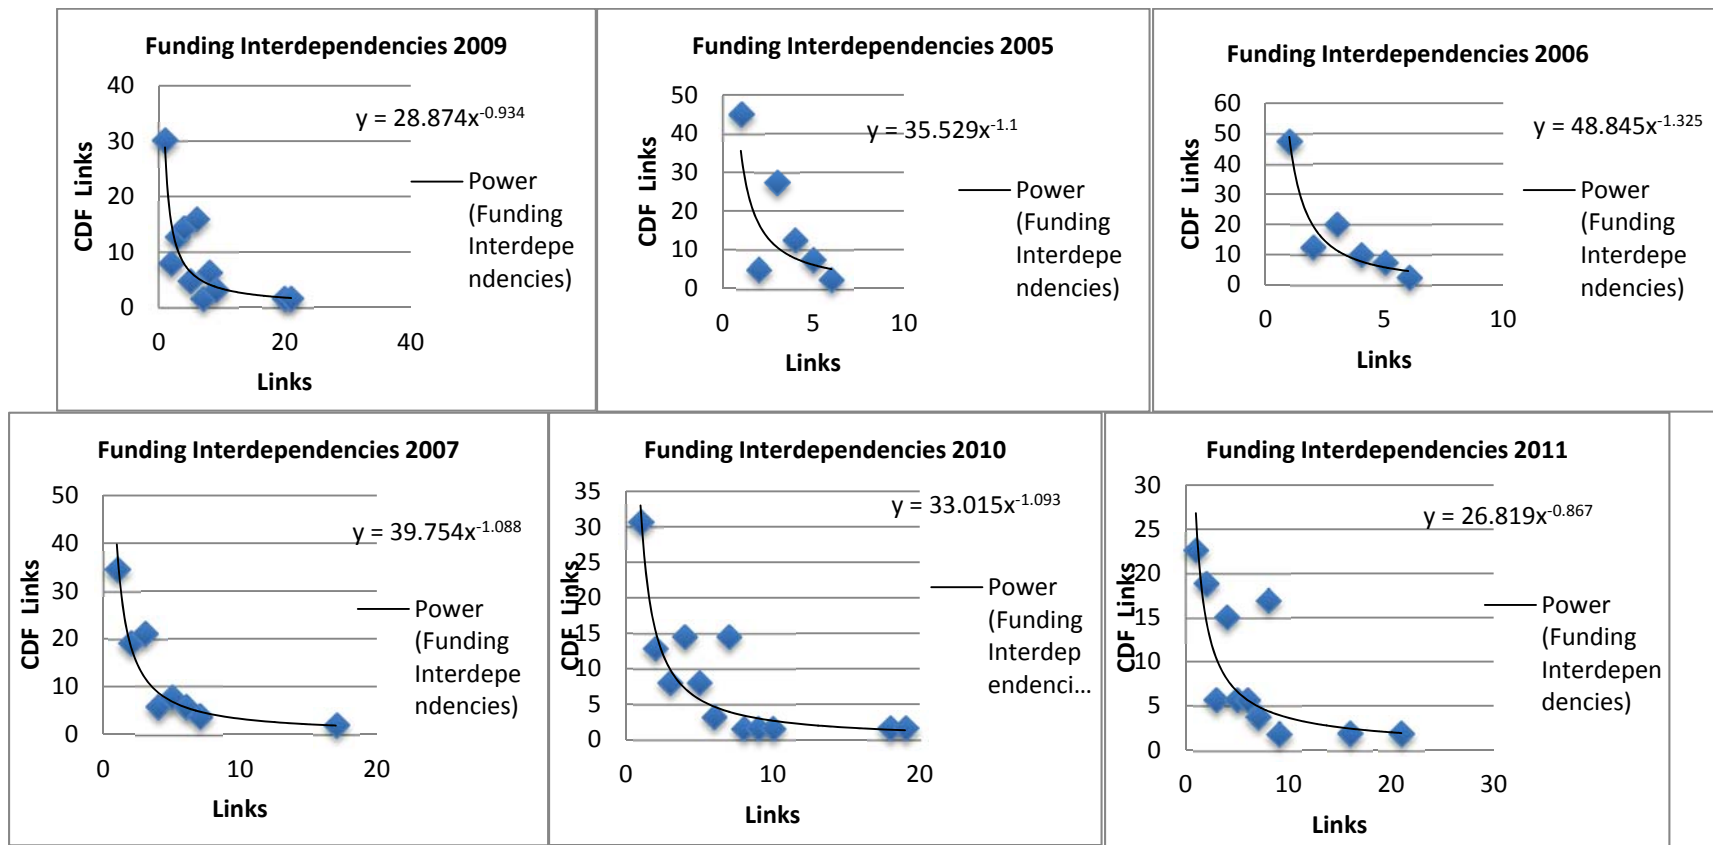 Funding Interdependencies 2009
40
30
20
10
0
0
20
40
CDF Links
Links
y = 28.874x^-0.934
Power
(Funding
Interdepe
ndencies)
Funding Interdependencies 2005
50
40
30
20
10
0
0
5
10
CDF Links
Links
y = 35.529x^-1.1
Power
(Funding
Interdepe
ndencies)
Funding Interdependencies 2006
60
50
40
30
20
10
0
0
5
10
CDF Links
Links
y = 48.845x^-1.325
Power
(Funding
Interdepe
ndencies)
Funding Interdependencies 2007
50
40
30
20
10
0
0
10
20
CDF Links
Links
y = 39.754x^-1.088
Power
(Funding
Interdepe
ndencies)
Funding Interdependencies 2010
35
30
25
20
15
10
5
0
0
10
20
CDF Links
Links
y = 33.015x^-1.093
Power
(Funding
Interdep
endenci...
Funding Interdependencies 2011
30
25
20
15
10
5
0
0
10
20
30
CDF Links
Links
y = 26.819x^-0.867
Power
(Funding
Interdepen
dencies)